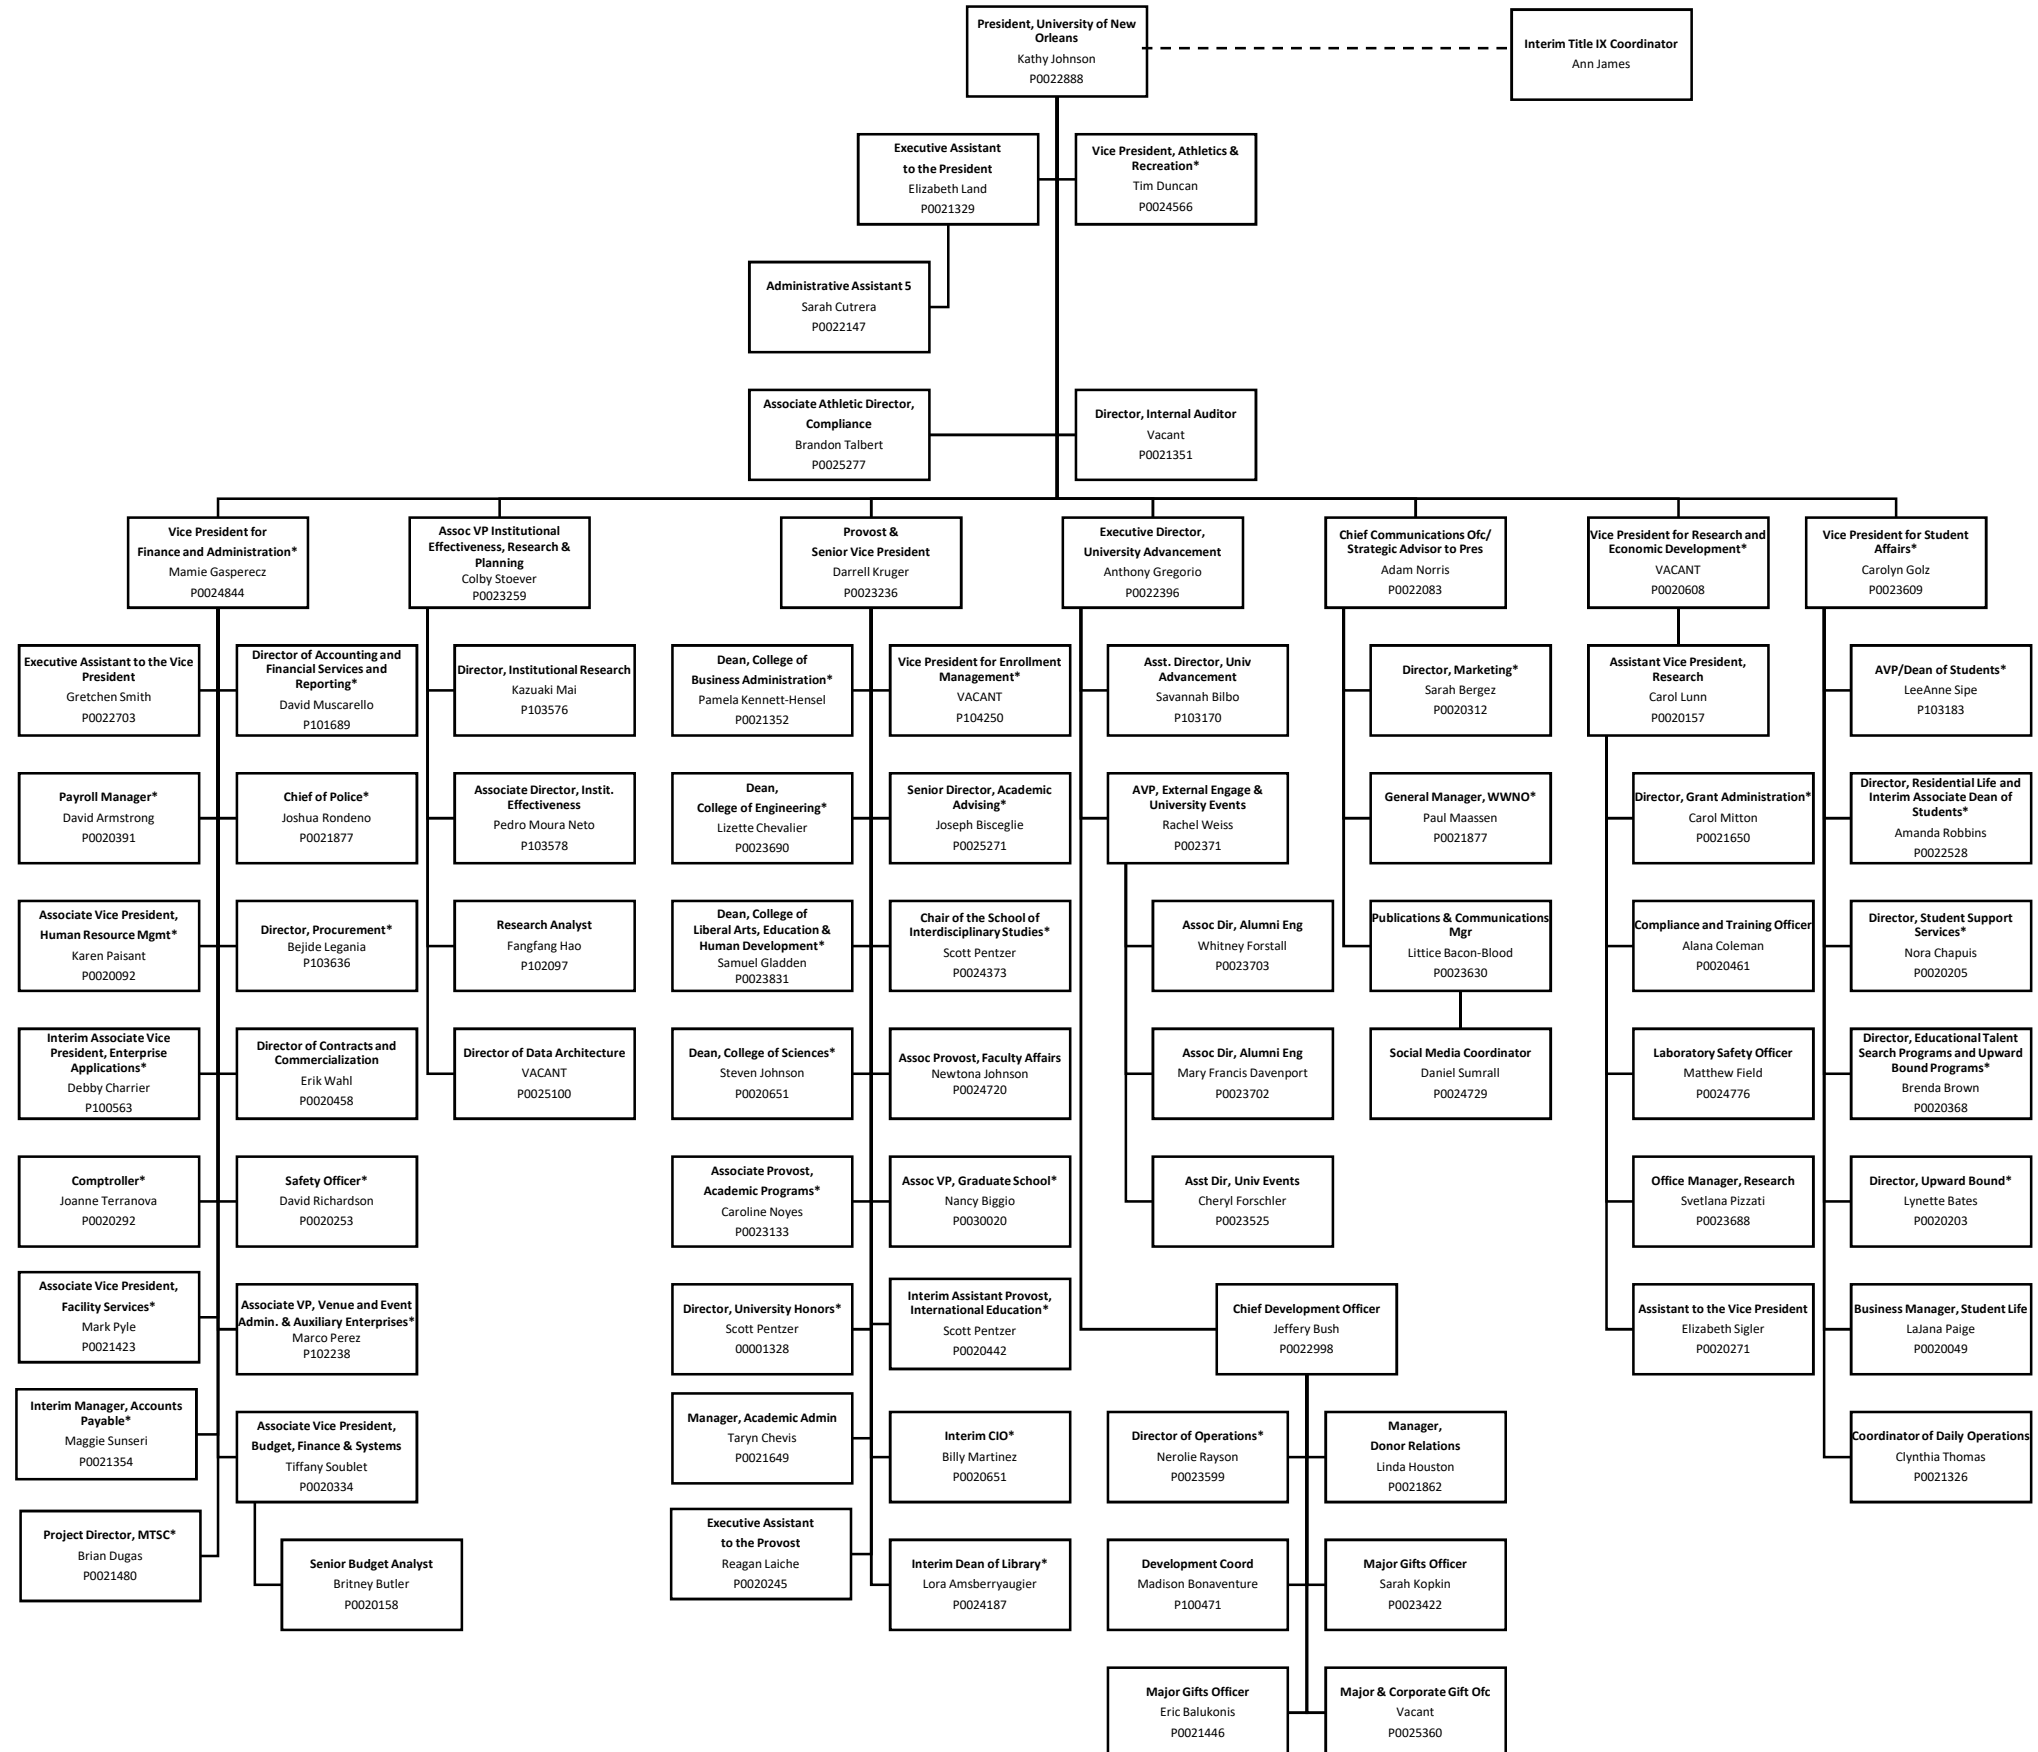 President, University of New
Orleans
Kathy Johnson
P0022888
Interim Title IX Coordinator
Ann James
Executive Assistant
to the President
Elizabeth Land
P0021329
Vice President, Athletics &
Recreation*
Tim Duncan
P0024566
Administrative Assistant 5
Sarah Cutrera
P0022147
Associate Athletic Director,
Compliance
Brandon Talbert
P0025277
Director, Internal Auditor
Vacant
P0021351
Vice President for
Finance and Administration*
Mamie Gasperecz
P0024844
Assoc VP Institutional
Effectiveness, Research &
Planning
Colby Stoever
P0023259
Provost &
Senior Vice President
Darrell Kruger
P0023236
Executive Director,
University Advancement
Anthony Gregorio
P0022396
Chief Communications Ofc/
Strategic Advisor to Pres
Adam Norris
P0022083
Vice President for Research and
Economic Development*
VACANT
P0020608
Vice President for Student
Affairs*
Carolyn Golz
P0023609
Executive Assistant to the Vice
President
Gretchen Smith
P0022703
Director of Accounting and
Financial Services and
Reporting*
David Muscarello
P101689
Director, Institutional Research
Kazuaki Mai
P103576
Dean, College of
Business Administration*
Pamela Kennett-Hensel
P0021352
Vice President for Enrollment
Management*
VACANT
P104250
Asst. Director, Univ
Advancement
Savannah Bilbo
P103170
Director, Marketing*
Sarah Bergez
P0020312
Assistant Vice President,
Research
Carol Lunn
P0020157
AVP/Dean of Students*
LeeAnne Sipe
P103183
Payroll Manager*
David Armstrong
P0020391
Chief of Police*
Joshua Rondeno
P0021877
Associate Director, Instit.
Effectiveness
Pedro Moura Neto
P103578
Dean,
College of Engineering*
Lizette Chevalier
P0023690
Senior Director, Academic
Advising*
Joseph Bisceglie
P0025271
AVP, External Engage &
University Events
Rachel Weiss
P002371
General Manager, WWNO*
Paul Maassen
P0021877
Director, Grant Administration*
Carol Mitton
P0021650
Director, Residential Life and
Interim Associate Dean of
Students*
Amanda Robbins
P0022528
Associate Vice President,
Human Resource Mgmt*
Karen Paisant
P0020092
Director, Procurement*
Bejide Legania
P103636
Research Analyst
Fangfang Hao
P102097
Dean, College of
Liberal Arts, Education &
Human Development*
Samuel Gladden
P0023831
Chair of the School of
Interdisciplinary Studies*
Scott Pentzer
P0024373
Assoc Dir, Alumni Eng
Whitney Forstall
P0023703
Publications & Communications
Mgr
Littice Bacon-Blood
P0023630
Compliance and Training Officer
Alana Coleman
P0020461
Director, Student Support
Services*
Nora Chapuis
P0020205
Interim Associate Vice
President, Enterprise
Applications*
Debby Charrier
P100563
Director of Contracts and
Commercialization
Erik Wahl
P0020458
Director of Data Architecture
VACANT
P0025100
Dean, College of Sciences*
Steven Johnson
P0020651
Assoc Provost, Faculty Affairs
Newtona Johnson
P0024720
Assoc Dir, Alumni Eng
Mary Francis Davenport
P0023702
Social Media Coordinator
Daniel Sumrall
P0024729
Laboratory Safety Officer
Matthew Field
P0024776
Director, Educational Talent
Search Programs and Upward
Bound Programs*
Brenda Brown
P0020368
Comptroller*
Joanne Terranova
P0020292
Safety Officer*
David Richardson
P0020253
Associate Provost,
Academic Programs*
Caroline Noyes
P0023133
Assoc VP, Graduate School*
Nancy Biggio
P0030020
Asst Dir, Univ Events
Cheryl Forschler
P0023525
Office Manager, Research
Svetlana Pizzati
P0023688
Director, Upward Bound*
Lynette Bates
P0020203
Associate Vice President,
Facility Services*
Mark Pyle
P0021423
Associate VP, Venue and Event
Admin. & Auxiliary Enterprises*
Marco Perez
P102238
Director, University Honors*
Scott Pentzer
00001328
Interim Assistant Provost,
International Education*
Scott Pentzer
P0020442
Chief Development Officer
Jeffery Bush
P0022998
Assistant to the Vice President
Elizabeth Sigler
P0020271
Business Manager, Student Life
LaJana Paige
P0020049
Interim Manager, Accounts
Payable*
Maggie Sunseri
P0021354
Associate Vice President,
Budget, Finance & Systems
Tiffany Soublet
P0020334
Manager, Academic Admin
Taryn Chevis
P0021649
Interim CIO*
Billy Martinez
P0020651
Director of Operations*
Nerolie Rayson
P0023599
Manager,
Donor Relations
Linda Houston
P0021862
Coordinator of Daily Operations
Clynthia Thomas
P0021326
Project Director, MTSC*
Brian Dugas
P0021480
Senior Budget Analyst
Britney Butler
P0020158
Executive Assistant
to the Provost
Reagan Laiche
P0020245
Interim Dean of Library*
Lora Amsberryaugier
P0024187
Development Coord
Madison Bonaventure
P100471
Major Gifts Officer
Sarah Kopkin
P0023422
Major Gifts Officer
Eric Balukonis
P0021446
Major & Corporate Gift Ofc
Vacant
P0025360